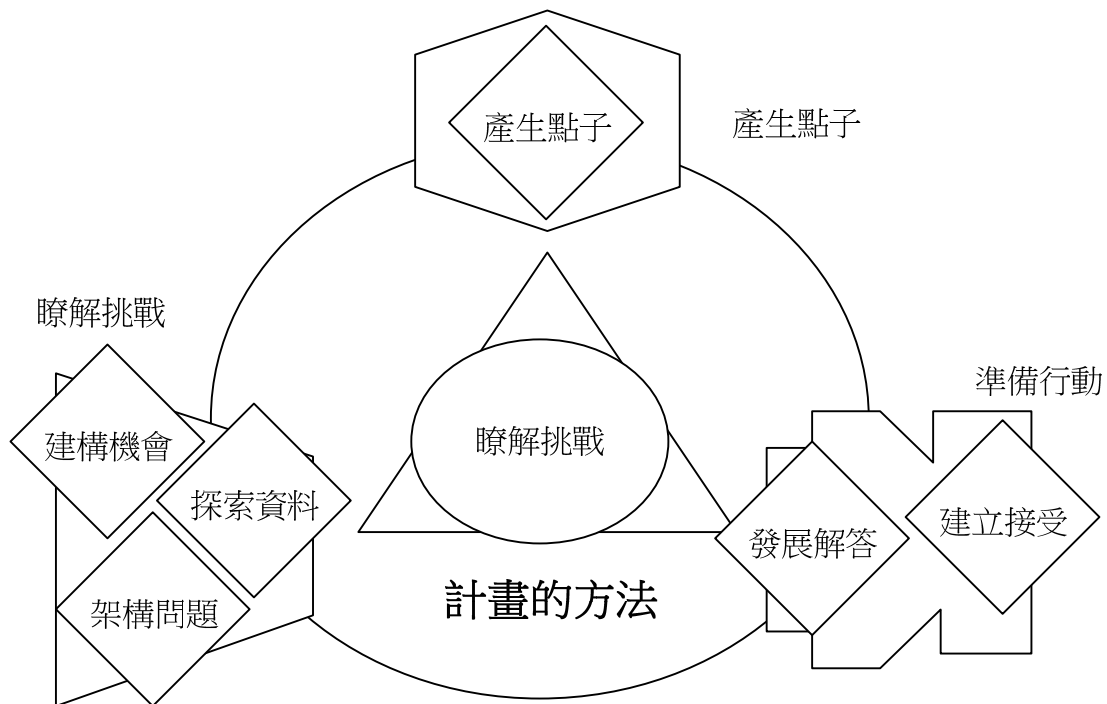 產生點子
產生點子
瞭解挑戰
建構機會
探索資料
架構問題
瞭解挑戰
計畫的方法
準備行動
發展解答
建立接受